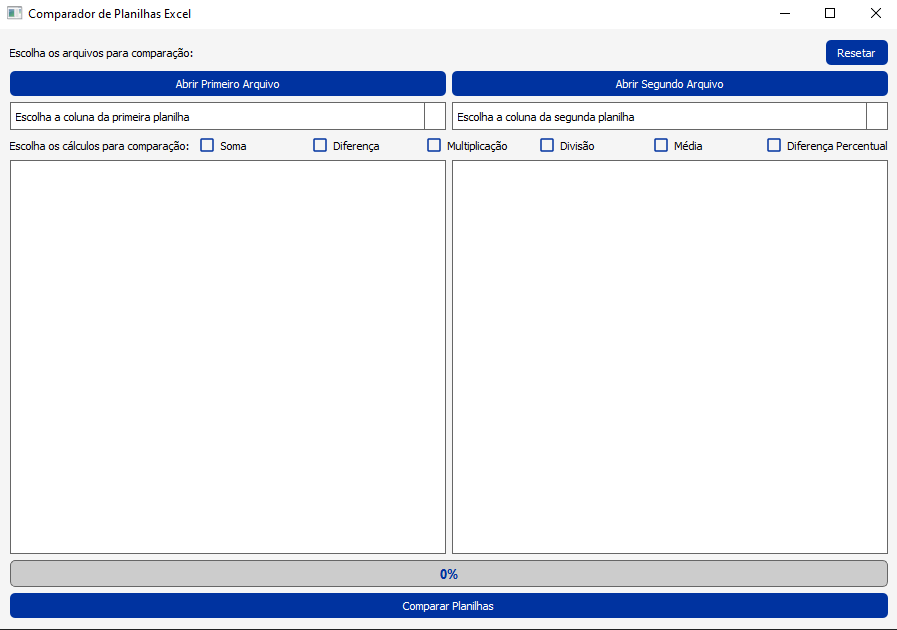 Comparador de Planilhas Excel
Escolha os arquivos para comparação:
Resetar
Abrir Primeiro Arquivo
Abrir Segundo Arquivo
Escolha a coluna da primeira planilha
Escolha a coluna da segunda planilha
Escolha os cálculos para comparação: Soma Diferença Multiplicação Divisão Média Diferença Percentual
0%
Comparar Planilhas